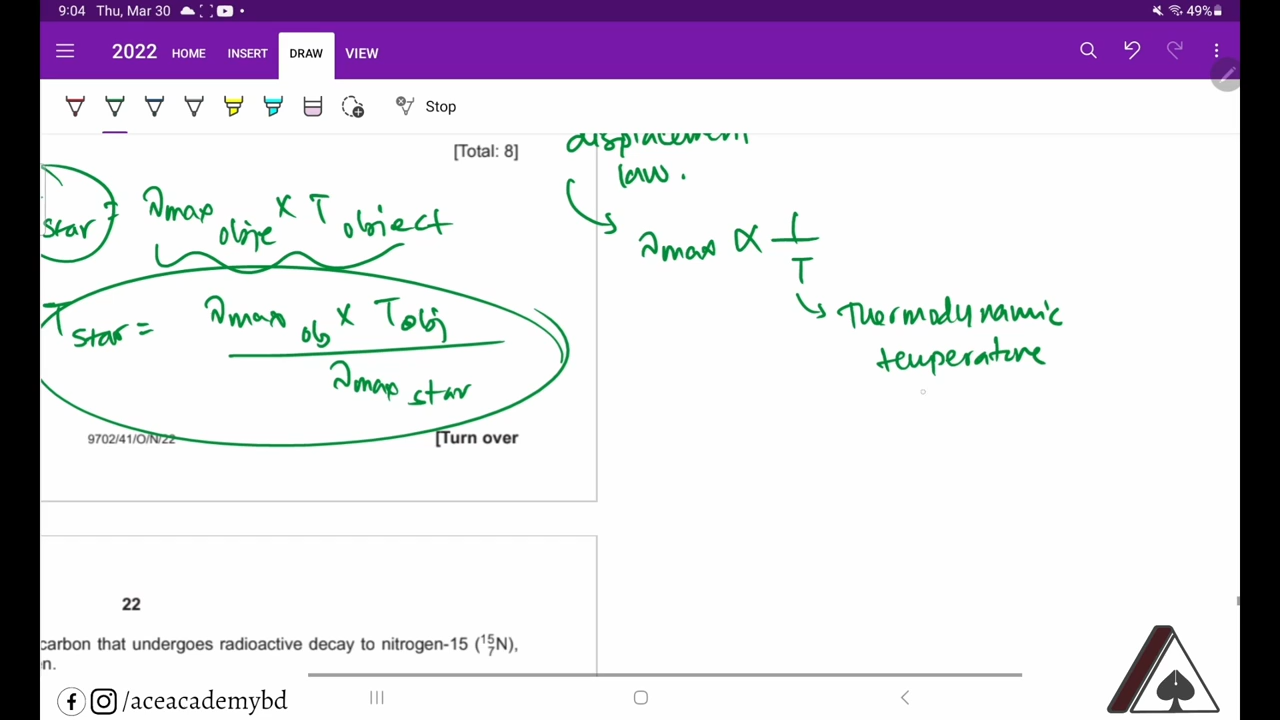 9:04 Thu, Mar 30 49%
2022 HOME INSERT DRAW VIEW
Stop
[Total: 8]
displacement
law.
star = λmax obje × T object
λmax ∝ 1/T
Thermodynamic
temperature
T star = λmax ob × T obj / λmax star
9702/41/O/N/22 [Turn over
22
carbon that undergoes radioactive decay to nitrogen-15 (¹⁵₇N),
n.
/aceacademybd